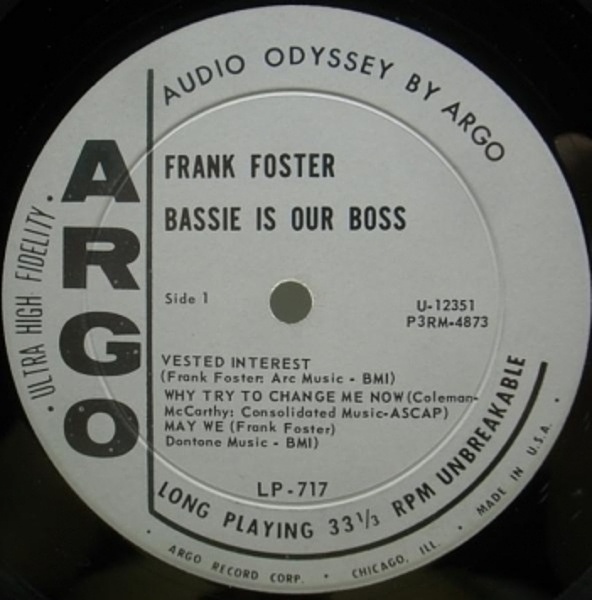 AUDIO ODYSSEY BY ARGO
ARGO
• ULTRA HIGH FIDELITY •
FRANK FOSTER
BASSIE IS OUR BOSS
Side 1
U-12351
P3RM-4873
VESTED INTEREST
(Frank Foster: Arc Music - BMI)
WHY TRY TO CHANGE ME NOW (Coleman-
McCarthy: Consolidated Music-ASCAP)
MAY WE (Frank Foster)
Dontone Music - BMI)
LP-717
LONG PLAYING 33⅓ RPM UNBREAKABLE
• ARGO RECORD CORP. • CHICAGO, ILL. • MADE IN U.S.A. •